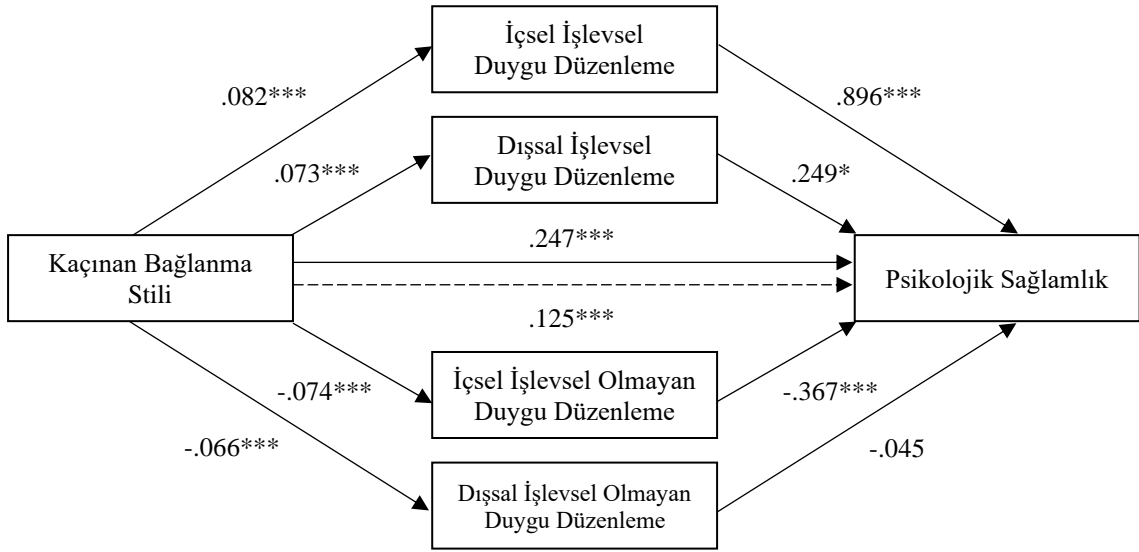 İçsel İşlevsel
Duygu Düzenleme
.082***
.896***
Dışsal İşlevsel
Duygu Düzenleme
.073***
.249*
Kaçınan Bağlanma
Stili
.247***
.125***
Psikolojik Sağlamlık
İçsel İşlevsel Olmayan
Duygu Düzenleme
-.074***
-.367***
-.066***
-.045
Dışsal İşlevsel Olmayan
Duygu Düzenleme